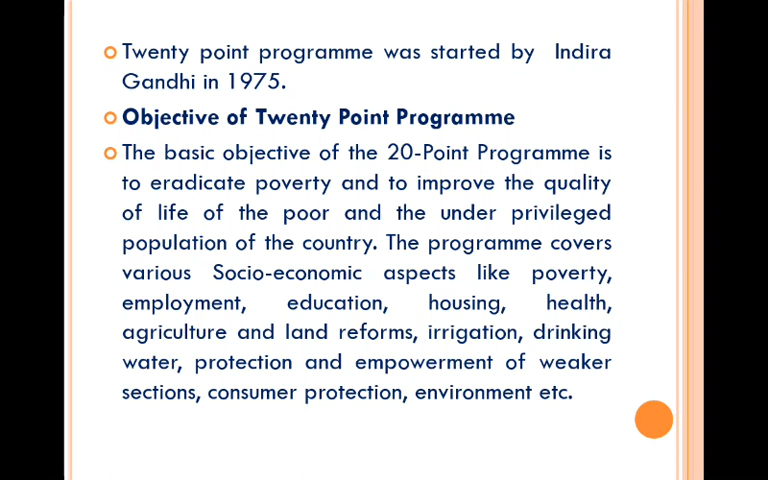 Twenty point programme was started by Indira
Gandhi in 1975.
Objective of Twenty Point Programme
The basic objective of the 20-Point Programme is
to eradicate poverty and to improve the quality
of life of the poor and the under privileged
population of the country. The programme covers
various Socio-economic aspects like poverty,
employment, education, housing, health,
agriculture and land reforms, irrigation, drinking
water, protection and empowerment of weaker
sections, consumer protection, environment etc.